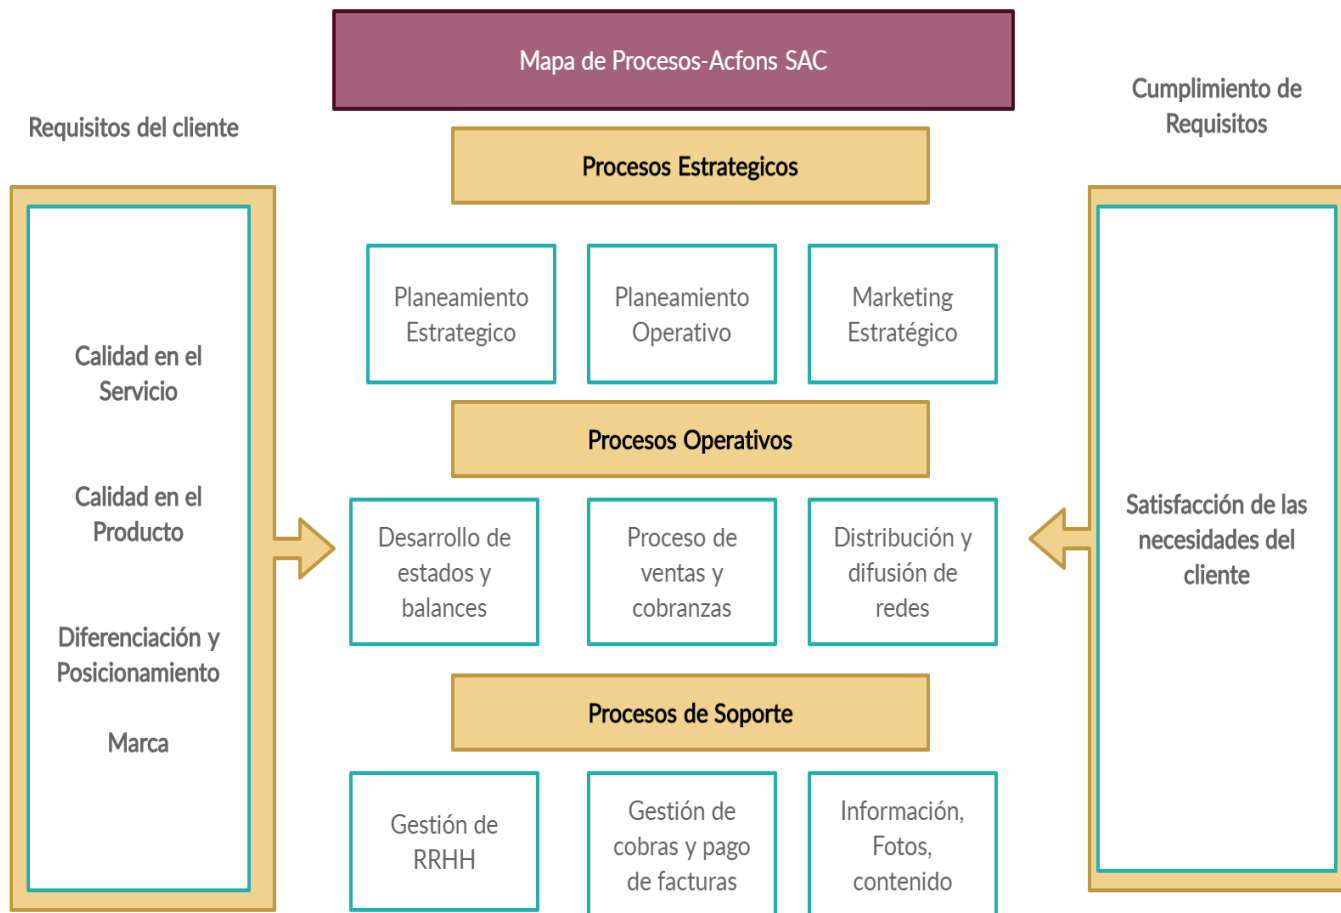 Mapa de Procesos-Acfons SAC
Requisitos del cliente
Cumplimiento de
Requisitos
Procesos Estrategicos
Planeamiento
Estrategico
Planeamiento
Operativo
Marketing
Estratégico
Calidad en el
Servicio
Calidad en el
Producto
Diferenciación y
Posicionamiento
Marca
Procesos Operativos
Desarrollo de
estados y
balances
Proceso de
ventas y
cobranzas
Distribución y
difusión de
redes
Satisfacción de las
necesidades del
cliente
Procesos de Soporte
Gestión de
RRHH
Gestión de
cobras y pago
de facturas
Información,
Fotos,
contenido